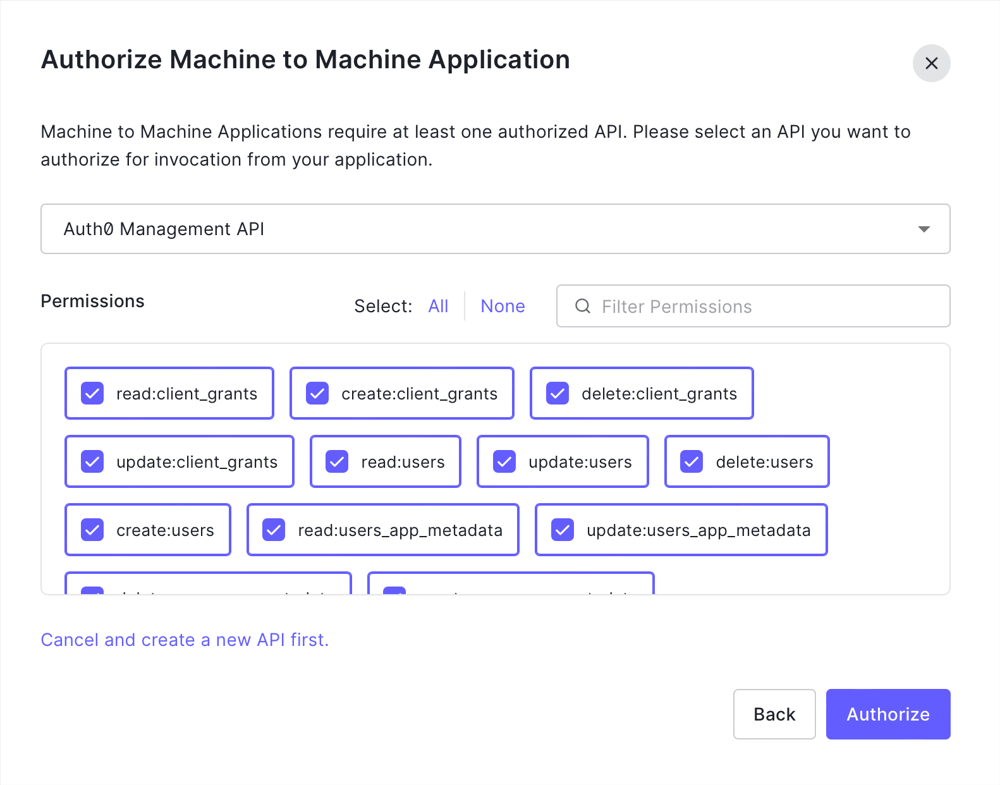 Authorize Machine to Machine Application
Machine to Machine Applications require at least one authorized API. Please select an API you want to
authorize for invocation from your application.
Auth0 Management API
Permissions
Select: All None
Filter Permissions
read:client_grants create:client_grants delete:client_grants
update:client_grants read:users update:users delete:users
create:users read:users_app_metadata update:users_app_metadata
Cancel and create a new API first.
Back Authorize